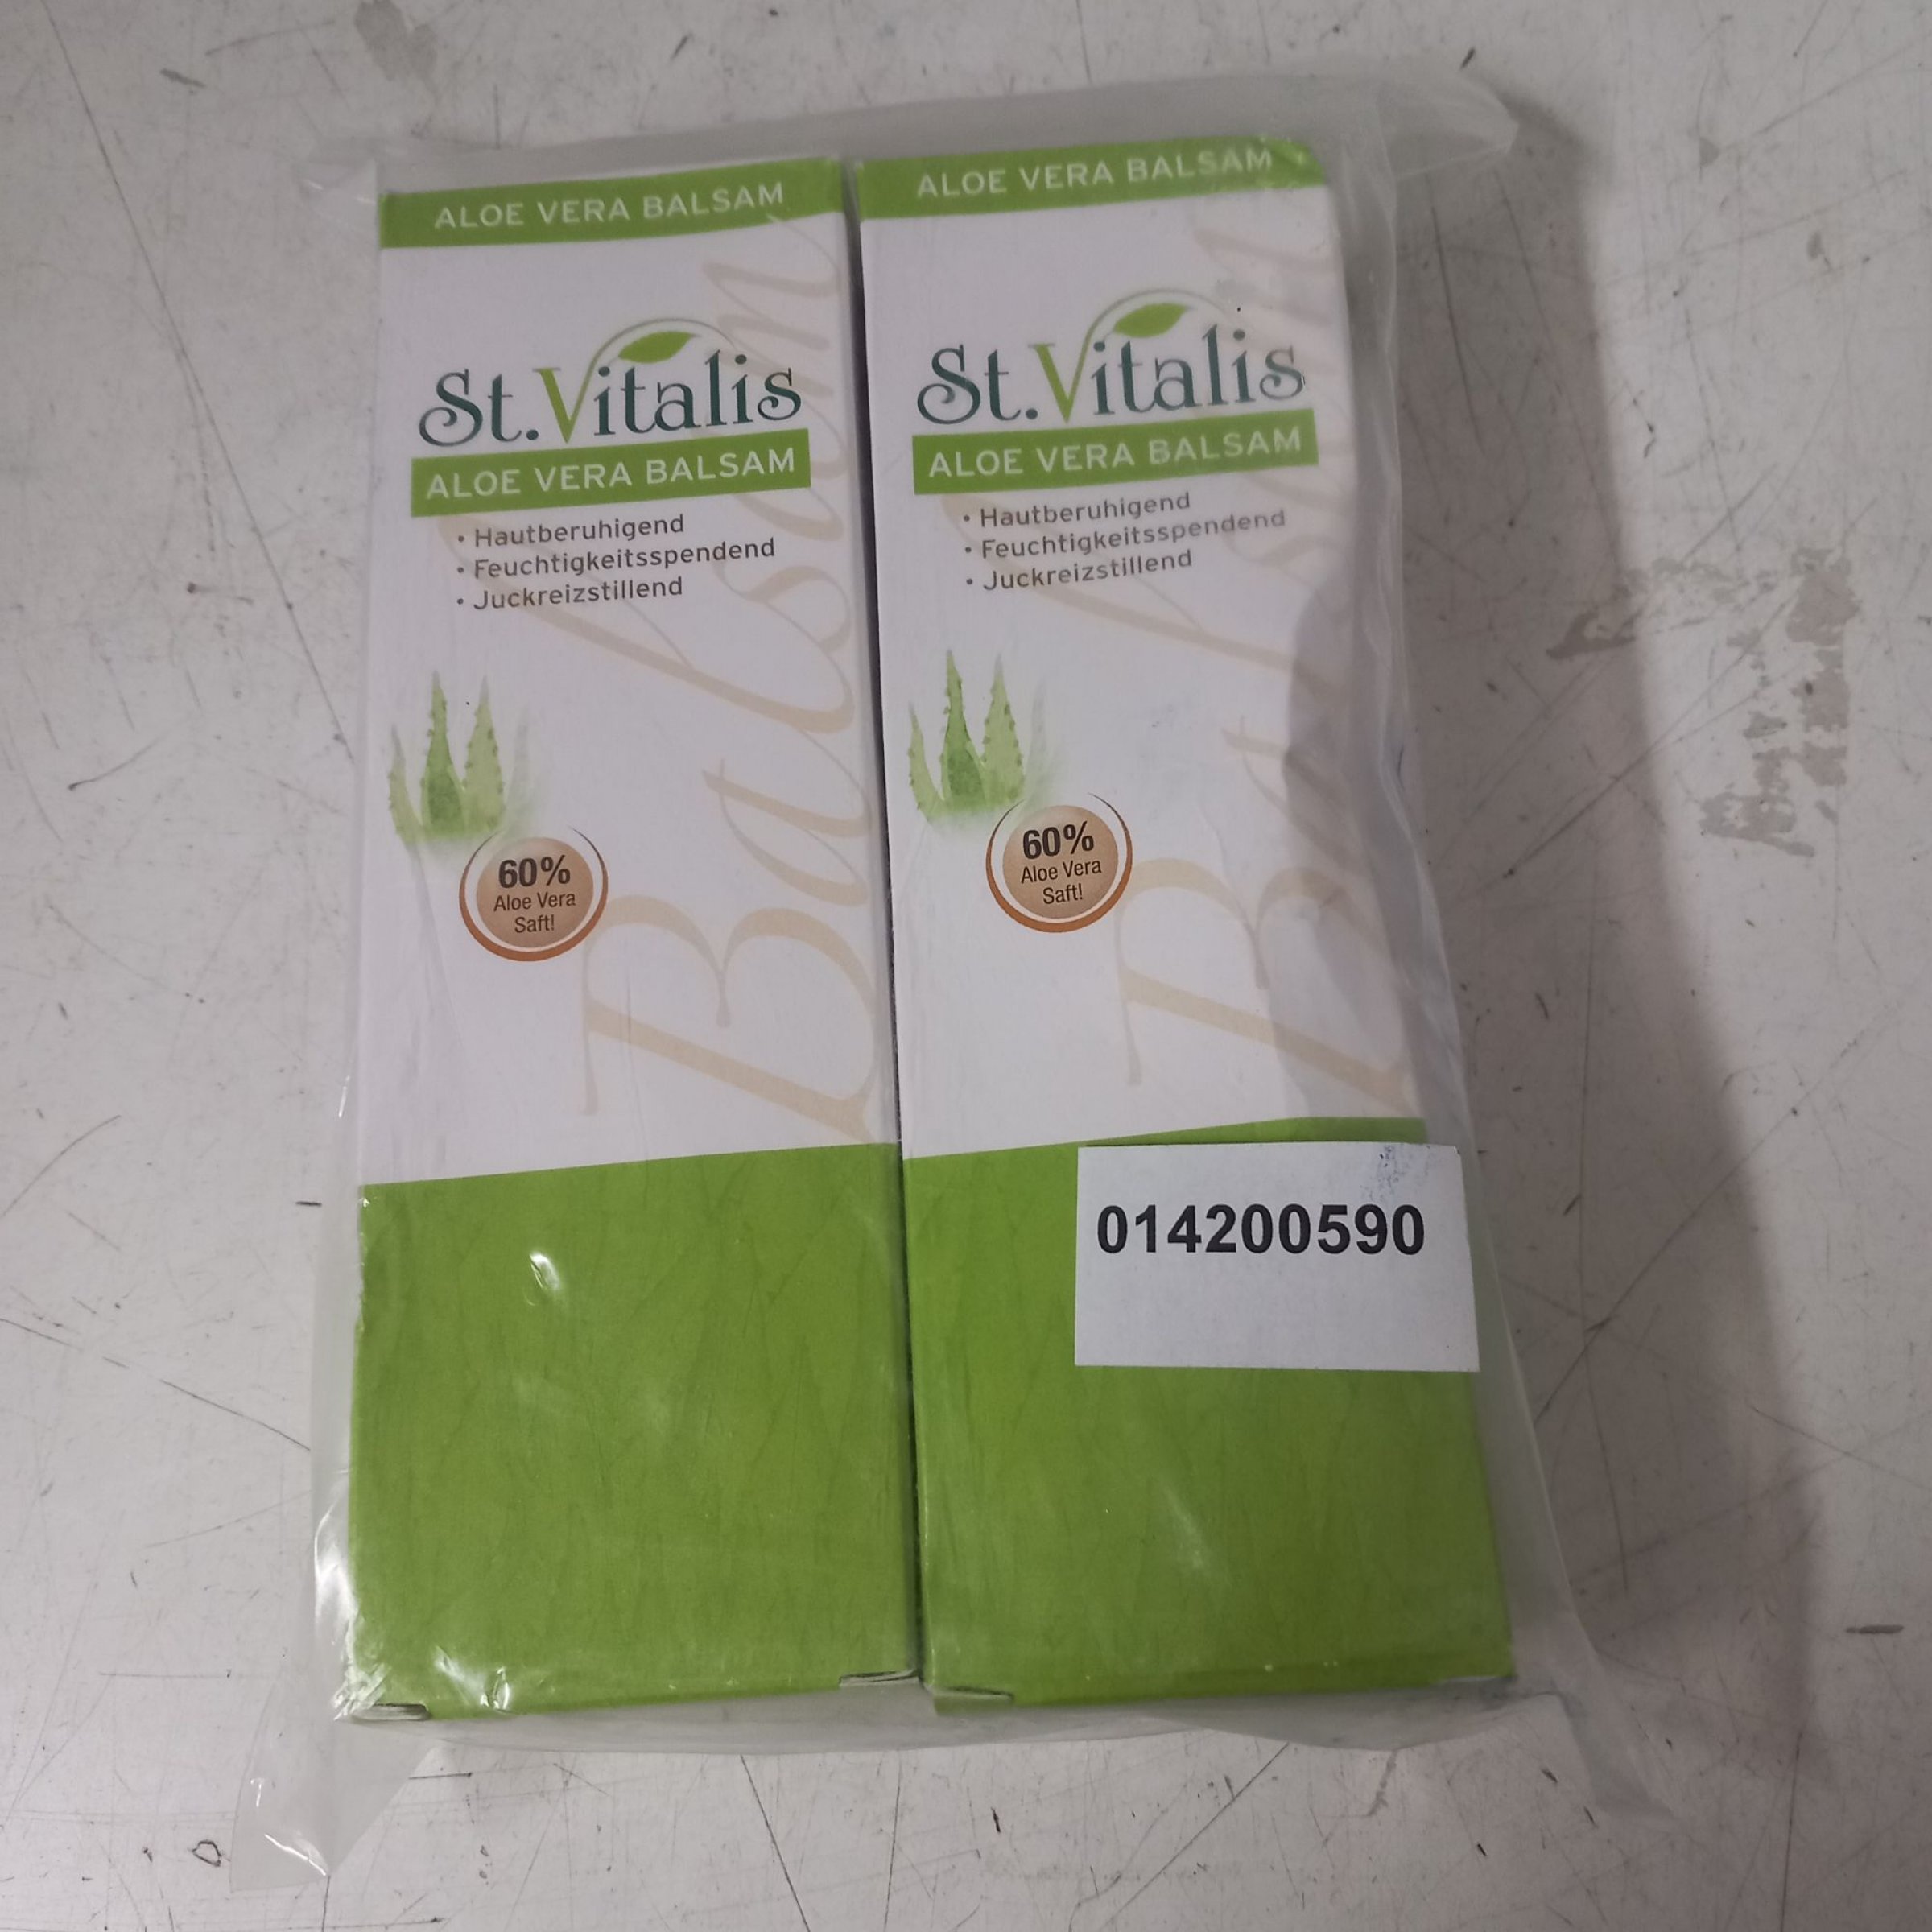 ALOE VERA BALSAM
St.Vitalis
ALOE VERA BALSAM
• Hautberuhigend
• Feuchtigkeitsspendend
• Juckreizstillend
60%
Aloe Vera
Saft!
Balsam
ALOE VERA BALSAM
St.Vitalis
ALOE VERA BALSAM
• Hautberuhigend
• Feuchtigkeitsspendend
• Juckreizstillend
60%
Aloe Vera
Saft!
Balsam
014200590